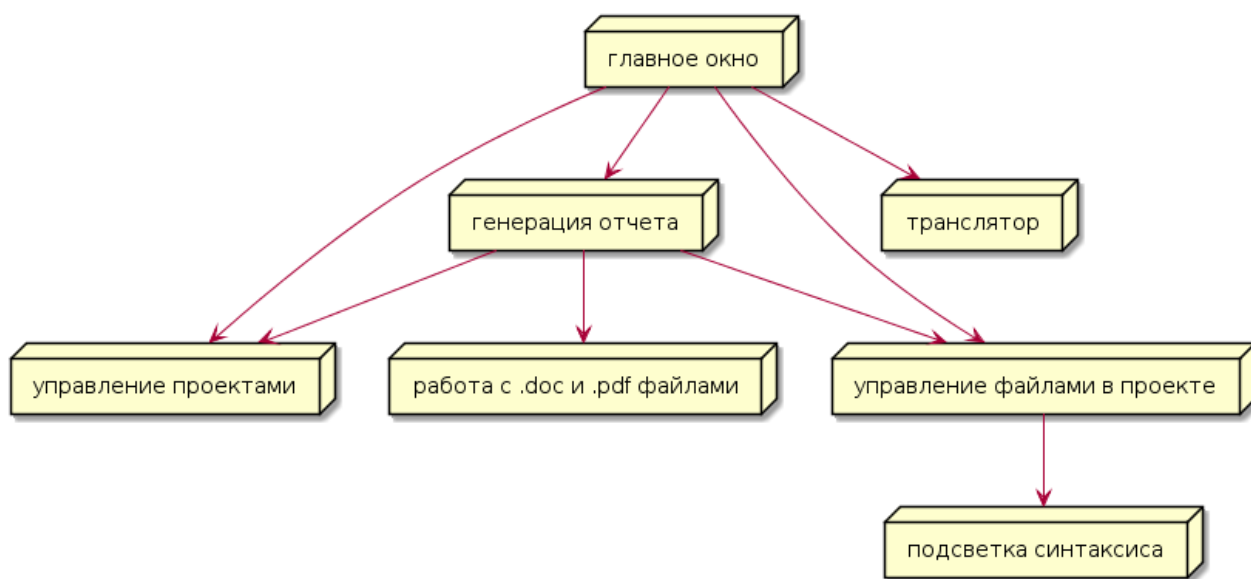 главное окно
генерация отчета
транслятор
управление проектами
работа с .doc и .pdf файлами
управление файлами в проекте
подсветка синтаксиса